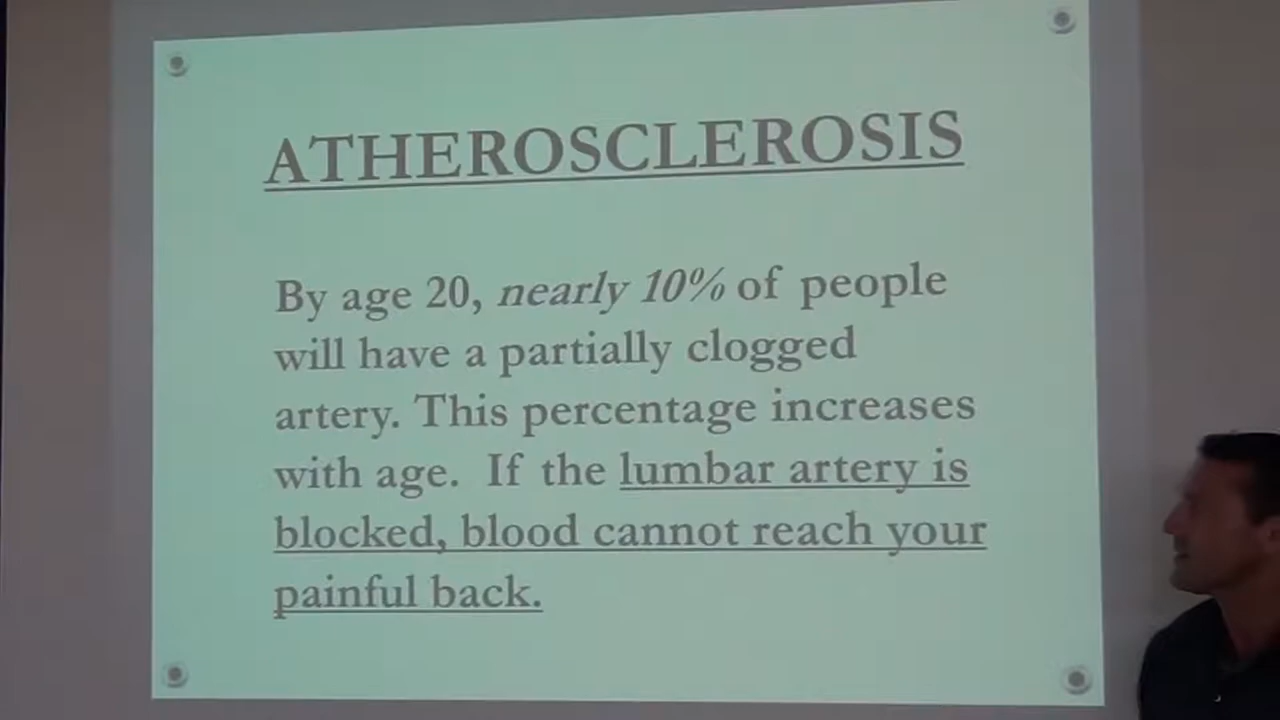 ATHEROSCLEROSIS
By age 20, nearly 10% of people
will have a partially clogged
artery. This percentage increases
with age. If the lumbar artery is
blocked, blood cannot reach your
painful back.